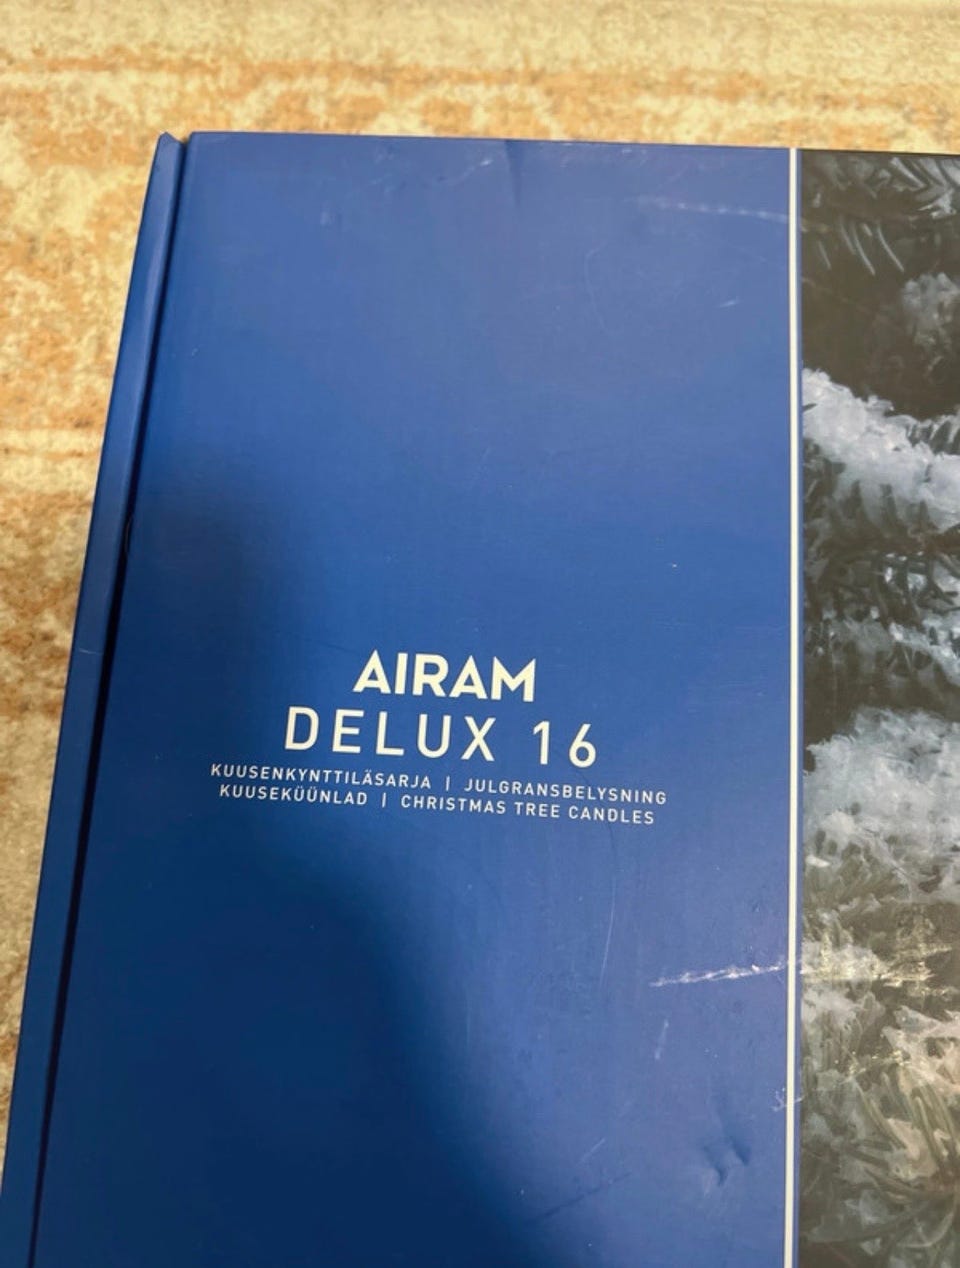 AIRAM
DELUX 16
KUUSENKYNTTILÄSARJA | JULGRANSBELYSNING
KUUSEKÜÜNLAD | CHRISTMAS TREE CANDLES